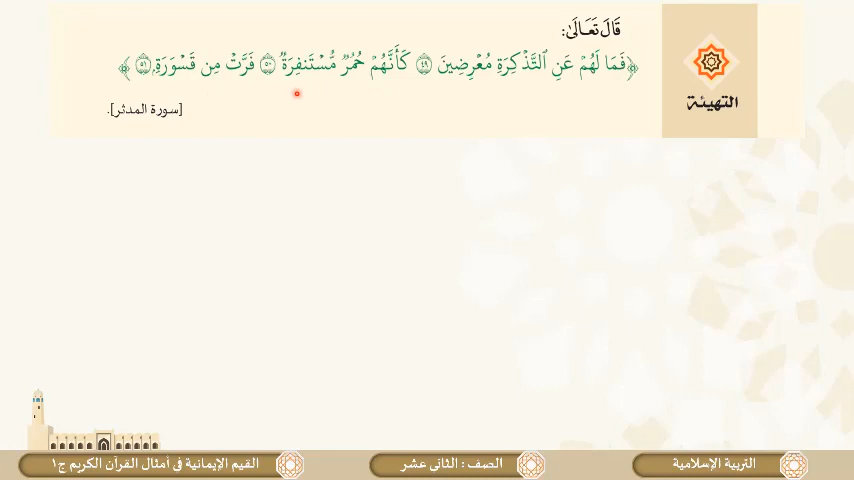 قَالَ تَعَالَىٰ:
﴿فَمَا لَهُمْ عَنِ ٱلتَّذْكِرَةِ مُعْرِضِينَ ٤٩ كَأَنَّهُمْ حُمُرٌ مُّسْتَنفِرَةٌ ٥٠ فَرَّتْ مِن قَسْوَرَةِۭ ٥١﴾
[سورة المدثر].
التهيئة
التربية الإسلامية
الصف : الثاني عشر
القيم الإيمانية في أمثال القرآن الكريم ج١